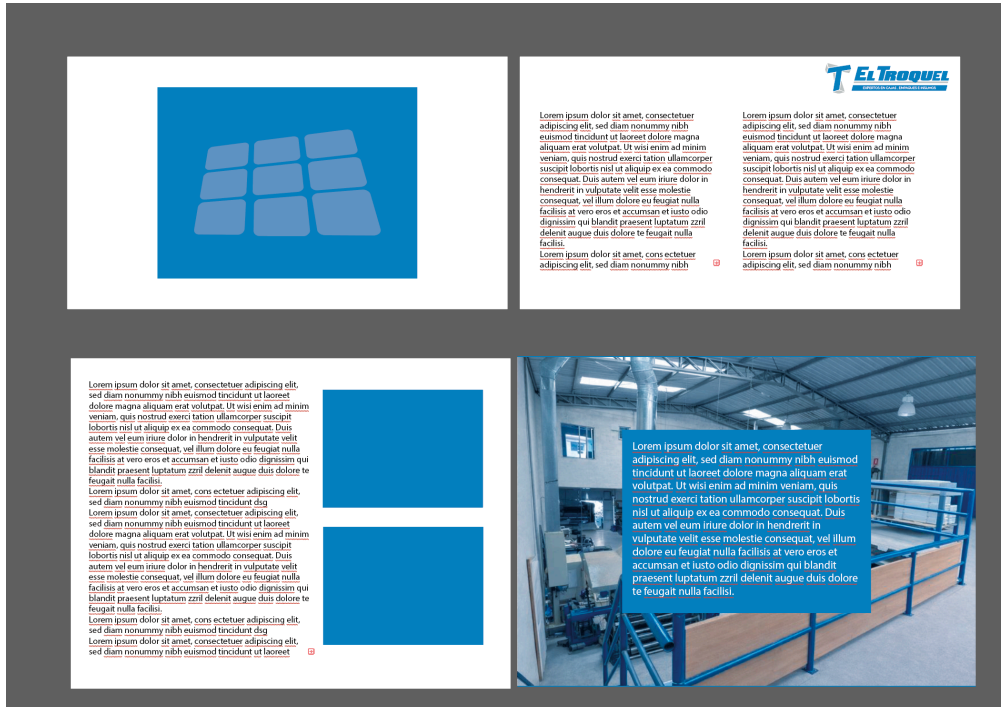 EL TROQUEL
EXPERTOS EN CAJAS, EMPAQUES E INSUMOS
Lorem ipsum dolor sit amet, consectetuer
adipiscing elit, sed diam nonummy nibh
euismod tincidunt ut laoreet dolore magna
aliquam erat volutpat. Ut wisi enim ad minim
veniam, quis nostrud exerci tation ullamcorper
suscipit lobortis nisl ut aliquip ex ea commodo
consequat. Duis autem vel eum iriure dolor in
hendrerit in vulputate velit esse molestie
consequat, vel illum dolore eu feugiat nulla
facilisis at vero eros et accumsan et iusto odio
dignissim qui blandit praesent luptatum zzril
delenit augue duis dolore te feugait nulla
facilisi.
Lorem ipsum dolor sit amet, cons ectetuer
adipiscing elit, sed diam nonummy nibh
Lorem ipsum dolor sit amet, consectetuer
adipiscing elit, sed diam nonummy nibh
euismod tincidunt ut laoreet dolore magna
aliquam erat volutpat. Ut wisi enim ad minim
veniam, quis nostrud exerci tation ullamcorper
suscipit lobortis nisl ut aliquip ex ea commodo
consequat. Duis autem vel eum iriure dolor in
hendrerit in vulputate velit esse molestie
consequat, vel illum dolore eu feugiat nulla
facilisis at vero eros et accumsan et iusto odio
dignissim qui blandit praesent luptatum zzril
delenit augue duis dolore te feugait nulla
facilisi.
Lorem ipsum dolor sit amet, cons ectetuer
adipiscing elit, sed diam nonummy nibh
Lorem ipsum dolor sit amet, consectetuer adipiscing elit,
sed diam nonummy nibh euismod tincidunt ut laoreet
dolore magna aliquam erat volutpat. Ut wisi enim ad minim
veniam, quis nostrud exerci tation ullamcorper suscipit
lobortis nisl ut aliquip ex ea commodo consequat. Duis
autem vel eum iriure dolor in hendrerit in vulputate velit
esse molestie consequat, vel illum dolore eu feugiat nulla
facilisis at vero eros et accumsan et iusto odio dignissim qui
blandit praesent luptatum zzril delenit augue duis dolore te
feugait nulla facilisi.
Lorem ipsum dolor sit amet, cons ectetuer adipiscing elit,
sed diam nonummy nibh euismod tincidunt dsg
Lorem ipsum dolor sit amet, consectetuer adipiscing elit,
sed diam nonummy nibh euismod tincidunt ut laoreet
dolore magna aliquam erat volutpat. Ut wisi enim ad minim
veniam, quis nostrud exerci tation ullamcorper suscipit
lobortis nisl ut aliquip ex ea commodo consequat. Duis
autem vel eum iriure dolor in hendrerit in vulputate velit
esse molestie consequat, vel illum dolore eu feugiat nulla
facilisis at vero eros et accumsan et iusto odio dignissim qui
blandit praesent luptatum zzril delenit augue duis dolore te
feugait nulla facilisi.
Lorem ipsum dolor sit amet, cons ectetuer adipiscing elit,
sed diam nonummy nibh euismod tincidunt dsg
Lorem ipsum dolor sit amet, consectetuer adipiscing elit,
sed diam nonummy nibh euismod tincidunt ut laoreet
Lorem ipsum dolor sit amet, consectetuer
adipiscing elit, sed diam nonummy nibh euismod
tincidunt ut laoreet dolore magna aliquam erat
volutpat. Ut wisi enim ad minim veniam, quis
nostrud exerci tation ullamcorper suscipit lobortis
nisl ut aliquip ex ea commodo consequat. Duis
autem vel eum iriure dolor in hendrerit in
vulputate velit esse molestie consequat, vel illum
dolore eu feugiat nulla facilisis at vero eros et
accumsan et iusto odio dignissim qui blandit
praesent luptatum zzril delenit augue duis dolore
te feugait nulla facilisi.